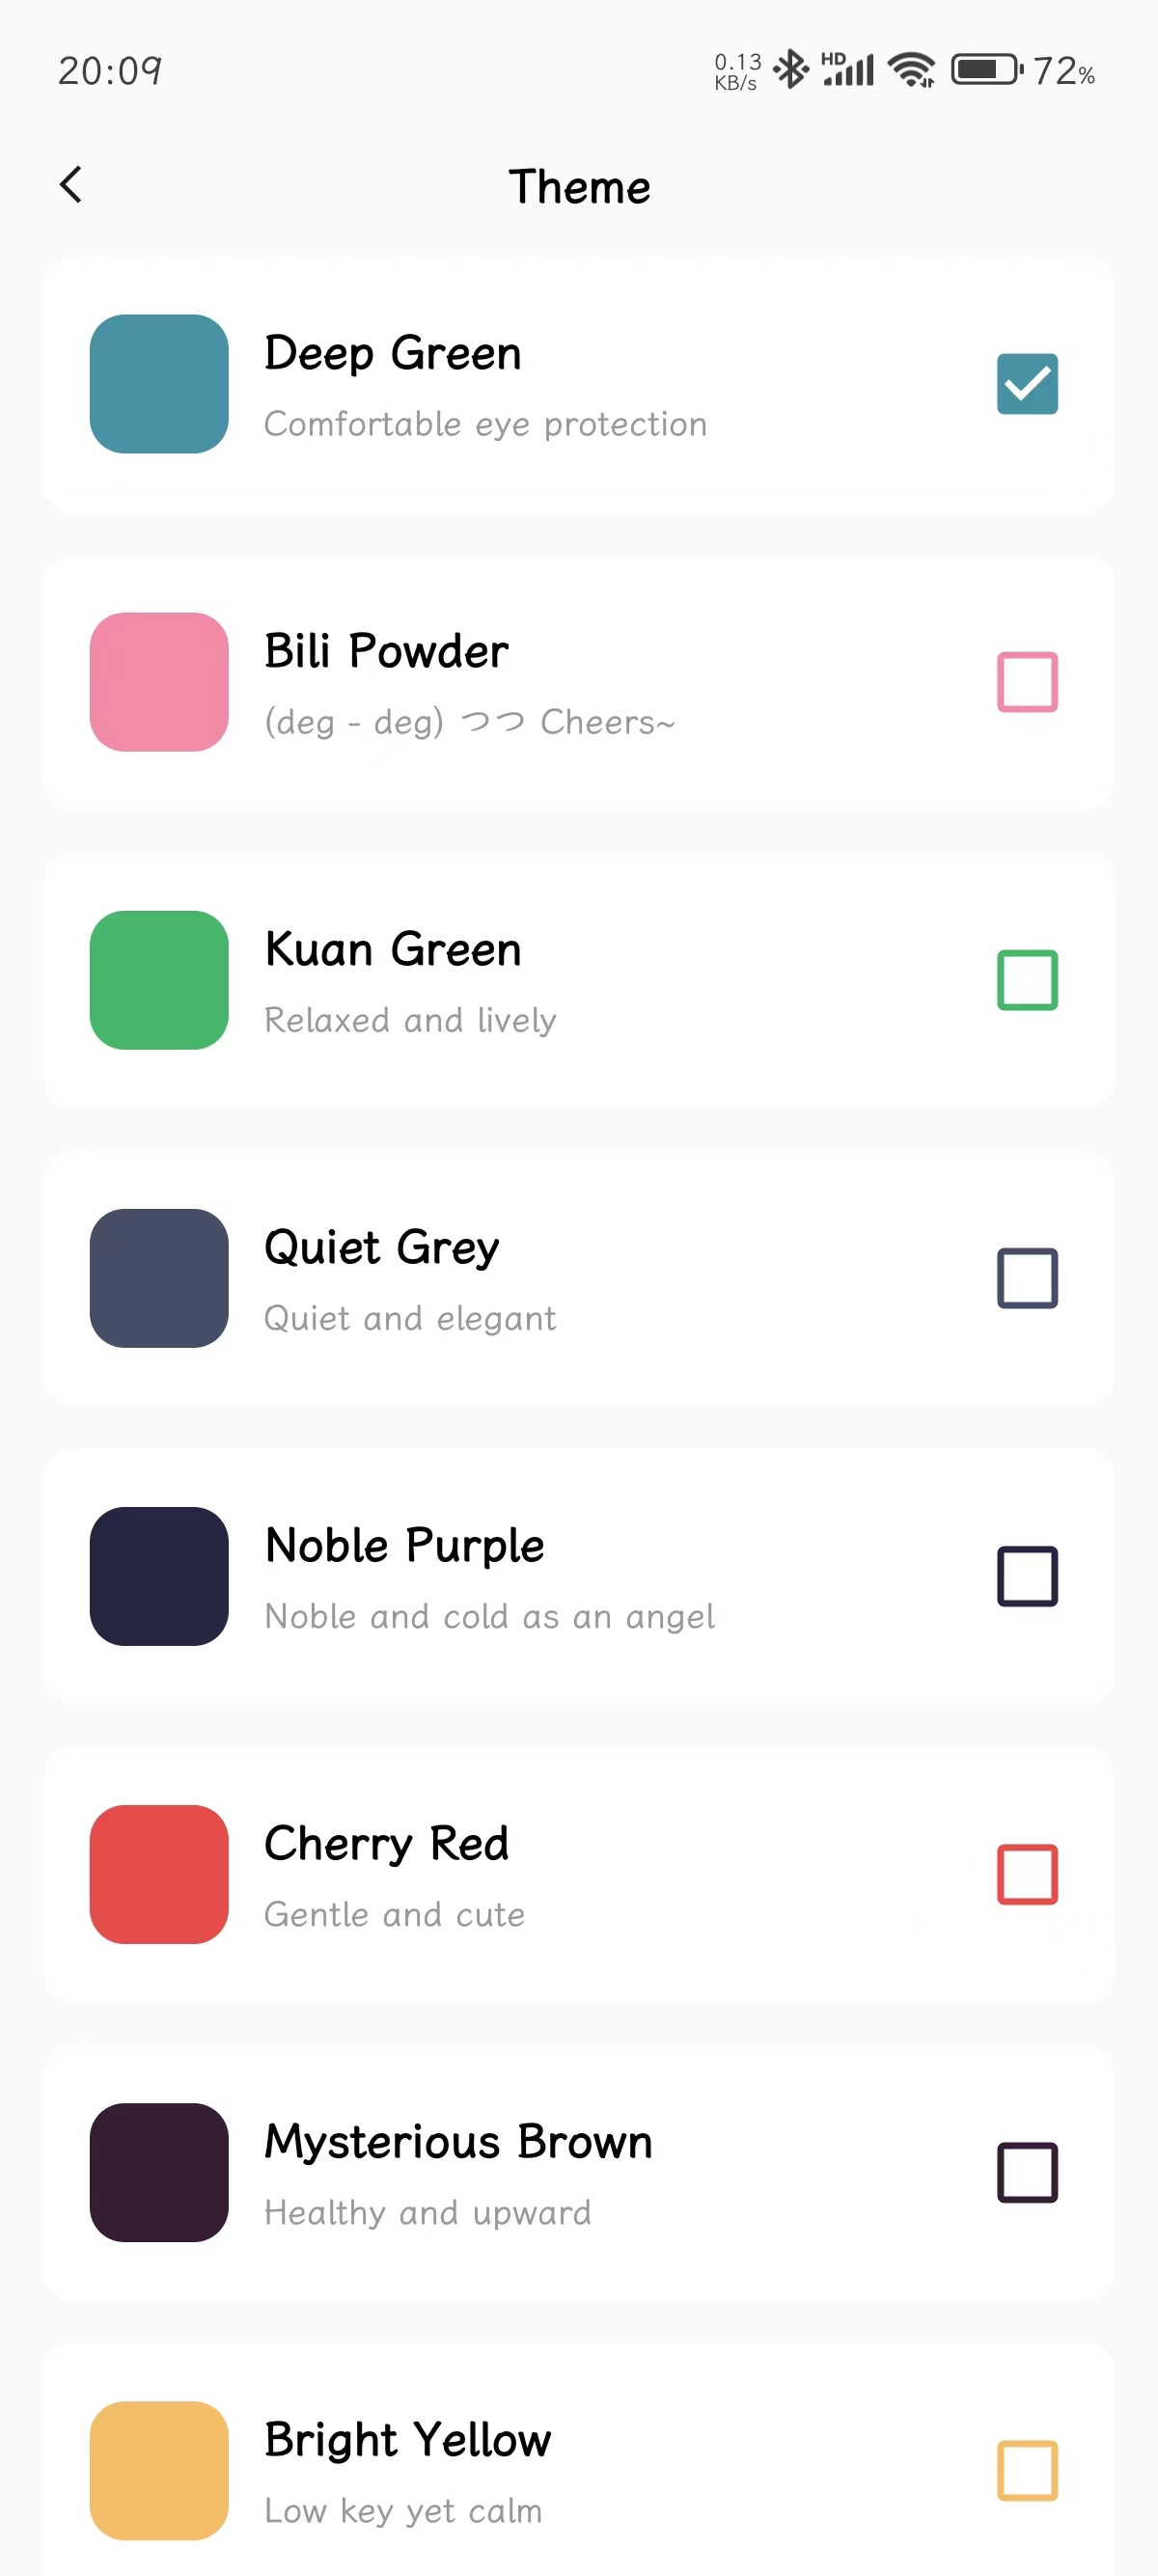 20:09
0.13
KB/s
HD
72%
Theme
Deep Green
Comfortable eye protection
Bili Powder
(deg - deg) つつ Cheers~
Kuan Green
Relaxed and lively
Quiet Grey
Quiet and elegant
Noble Purple
Noble and cold as an angel
Cherry Red
Gentle and cute
Mysterious Brown
Healthy and upward
Bright Yellow
Low key yet calm